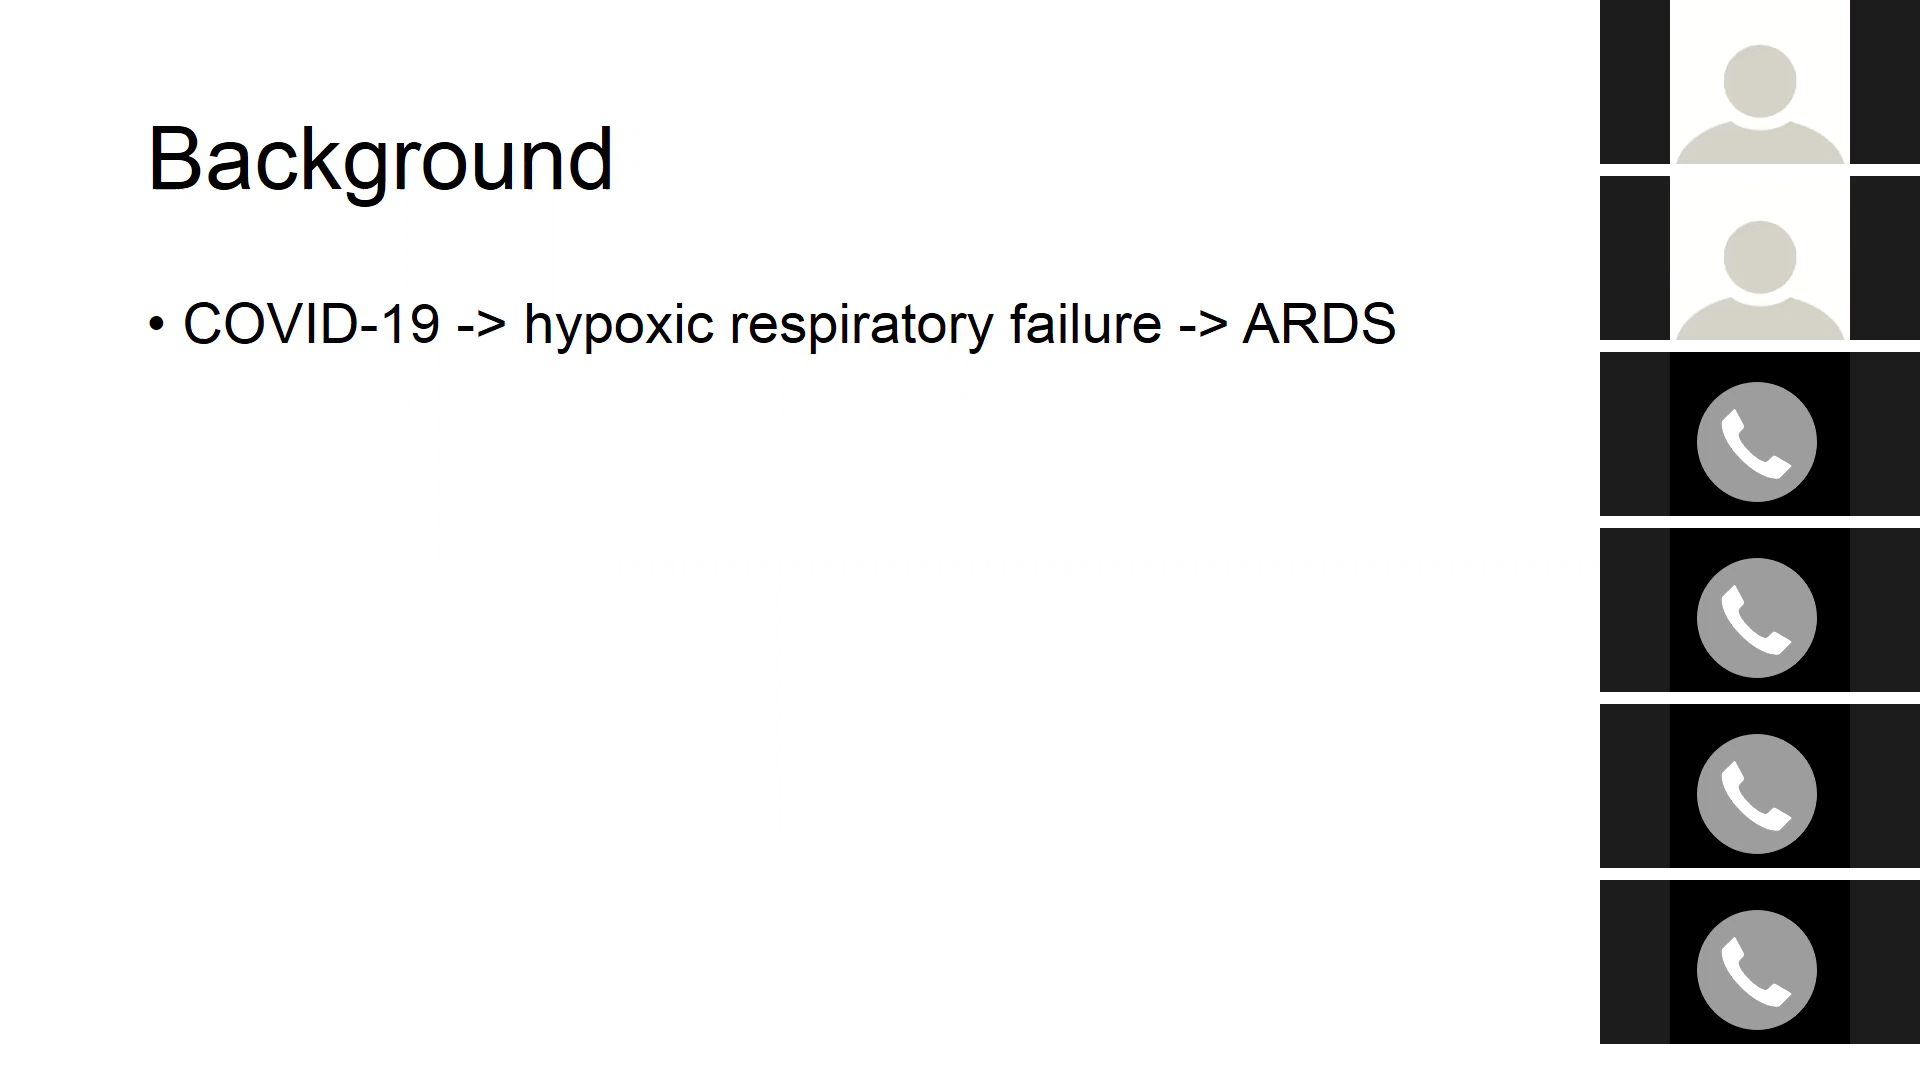 Background
• COVID-19 -> hypoxic respiratory failure -> ARDS